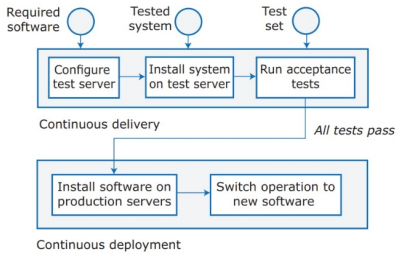 Required
software
Tested
system
Test
set
Configure
test server
Install system
on test server
Run acceptance
tests
Continuous delivery
All tests pass
Install software on
production servers
Switch operation to
new software
Continuous deployment